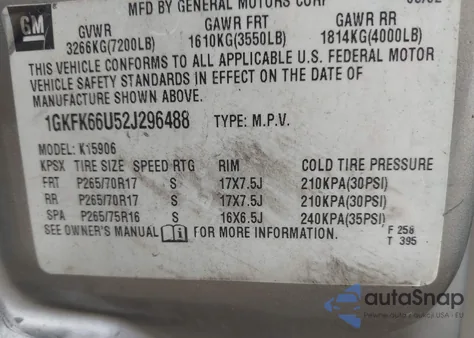 MFD BY GENERAL MOTORS CORP
GM
GVWR GAWR FRT GAWR RR
3266KG(7200LB) 1610KG(3550LB) 1814KG(4000LB)
THIS VEHICLE CONFORMS TO ALL APPLICABLE U.S. FEDERAL MOTOR
VEHICLE SAFETY STANDARDS IN EFFECT ON THE DATE OF
MANUFACTURE SHOWN ABOVE.
1GKFK66U52J296488 TYPE: M.P.V.
MODEL: K15906
KPSX TIRE SIZE SPEED RTG RIM COLD TIRE PRESSURE
FRT P265/70R17 S 17X7.5J 210KPA(30PSI)
RR P265/70R17 S 17X7.5J 210KPA(30PSI)
SPA P265/75R16 S 16X6.5J 240KPA(35PSI)
SEE OWNER'S MANUAL i FOR MORE INFORMATION.
F 256
T 395
autoSnap